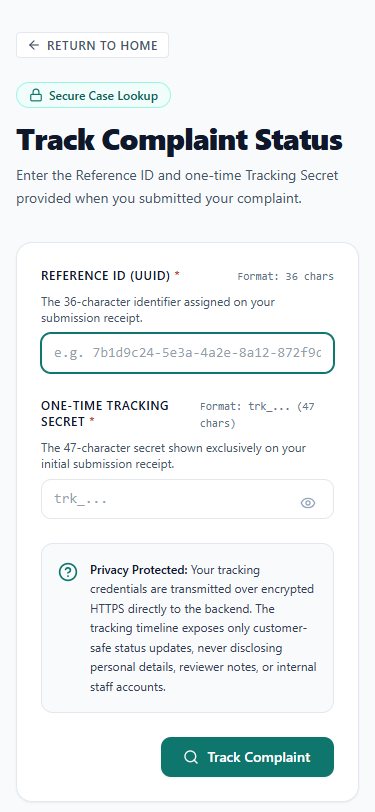 RETURN TO HOME
Secure Case Lookup
Track Complaint Status
Enter the Reference ID and one-time Tracking Secret
provided when you submitted your complaint.
REFERENCE ID (UUID) * Format: 36 chars
The 36-character identifier assigned on your
submission receipt.
e.g. 7b1d9c24-5e3a-4a2e-8a12-872f9c
ONE-TIME TRACKING
SECRET *
Format: trk_... (47
chars)
The 47-character secret shown exclusively on your
initial submission receipt.
trk_...
Privacy Protected: Your tracking
credentials are transmitted over encrypted
HTTPS directly to the backend. The
tracking timeline exposes only customer-
safe status updates, never disclosing
personal details, reviewer notes, or internal
staff accounts.
Track Complaint